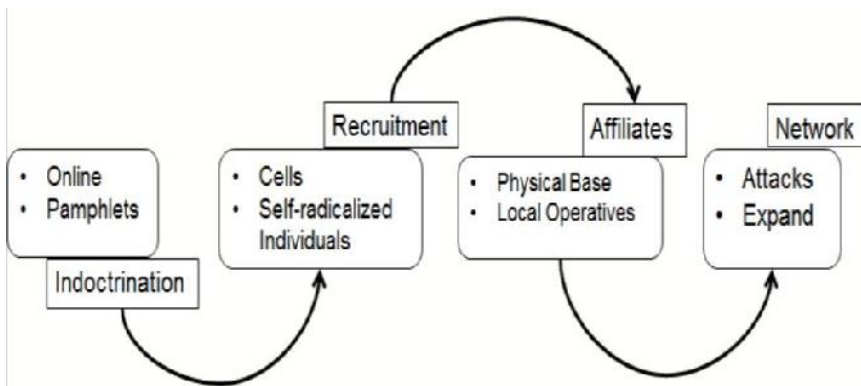 • Online
• Pamphlets
Indoctrination
Recruitment
• Cells
• Self-radicalized
Individuals
Affiliates
• Physical Base
• Local Operatives
Network
• Attacks
• Expand